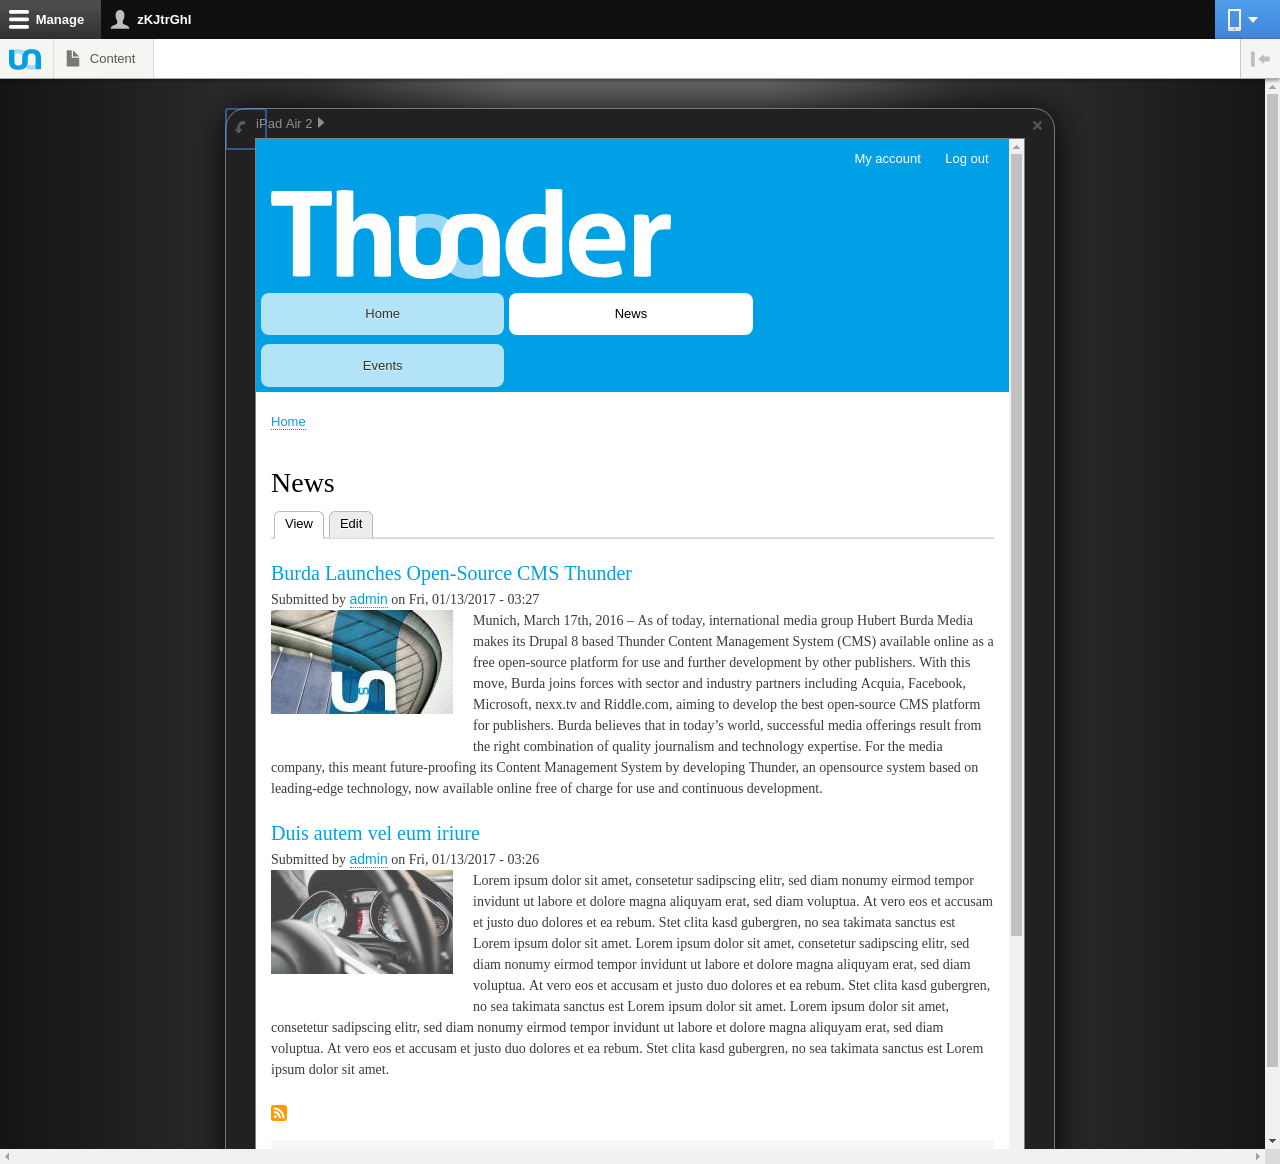 Manage
zKJtrGhI
Content
iPad Air 2
My account Log out
Thunder
Home
News
Events
Home
News
View
Edit
Burda Launches Open-Source CMS Thunder
Submitted by admin on Fri, 01/13/2017 - 03:27
Munich, March 17th, 2016 – As of today, international media group Hubert Burda Media
makes its Drupal 8 based Thunder Content Management System (CMS) available online as a
free open-source platform for use and further development by other publishers. With this
move, Burda joins forces with sector and industry partners including Acquia, Facebook,
Microsoft, nexx.tv and Riddle.com, aiming to develop the best open-source CMS platform
for publishers. Burda believes that in today’s world, successful media offerings result from
the right combination of quality journalism and technology expertise. For the media
company, this meant future-proofing its Content Management System by developing Thunder, an opensource system based on
leading-edge technology, now available online free of charge for use and continuous development.
Duis autem vel eum iriure
Submitted by admin on Fri, 01/13/2017 - 03:26
Lorem ipsum dolor sit amet, consetetur sadipscing elitr, sed diam nonumy eirmod tempor
invidunt ut labore et dolore magna aliquyam erat, sed diam voluptua. At vero eos et accusam
et justo duo dolores et ea rebum. Stet clita kasd gubergren, no sea takimata sanctus est
Lorem ipsum dolor sit amet. Lorem ipsum dolor sit amet, consetetur sadipscing elitr, sed
diam nonumy eirmod tempor invidunt ut labore et dolore magna aliquyam erat, sed diam
voluptua. At vero eos et accusam et justo duo dolores et ea rebum. Stet clita kasd gubergren,
no sea takimata sanctus est Lorem ipsum dolor sit amet. Lorem ipsum dolor sit amet,
consetetur sadipscing elitr, sed diam nonumy eirmod tempor invidunt ut labore et dolore magna aliquyam erat, sed diam
voluptua. At vero eos et accusam et justo duo dolores et ea rebum. Stet clita kasd gubergren, no sea takimata sanctus est Lorem
ipsum dolor sit amet.